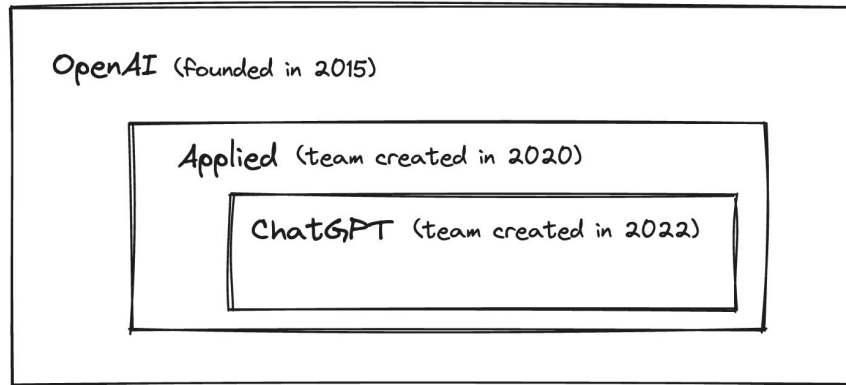 OpenAI (founded in 2015)
Applied (team created in 2020)
ChatGPT (team created in 2022)